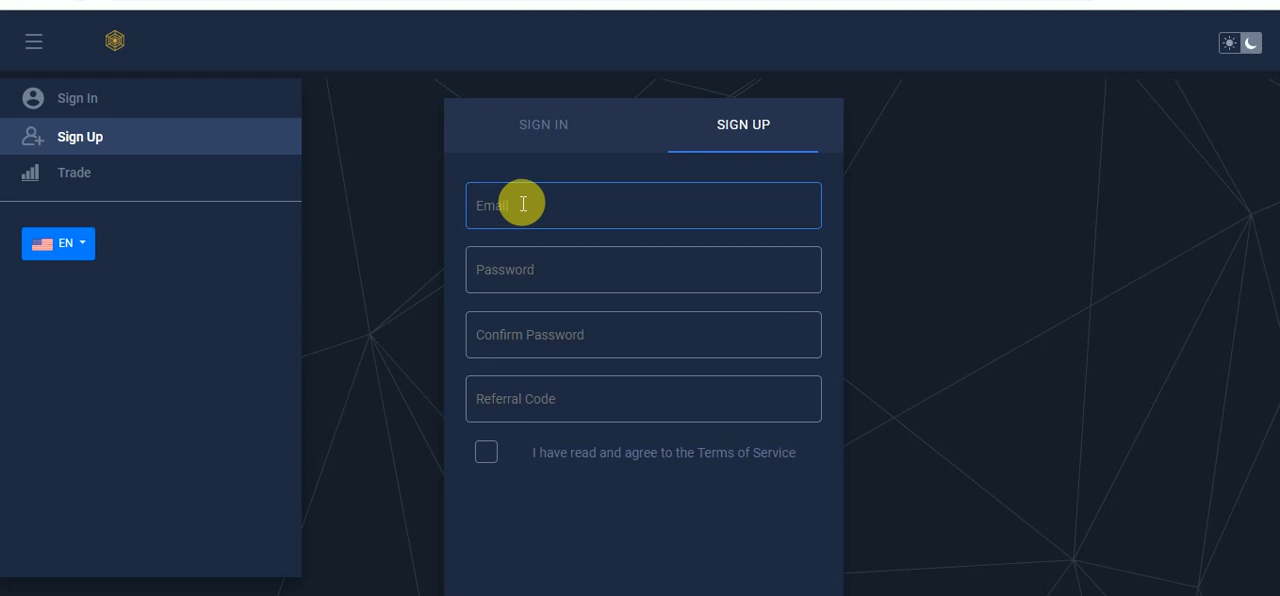 Sign In
Sign Up
Trade
EN
SIGN IN
SIGN UP
Email
Password
Confirm Password
Referral Code
I have read and agree to the Terms of Service